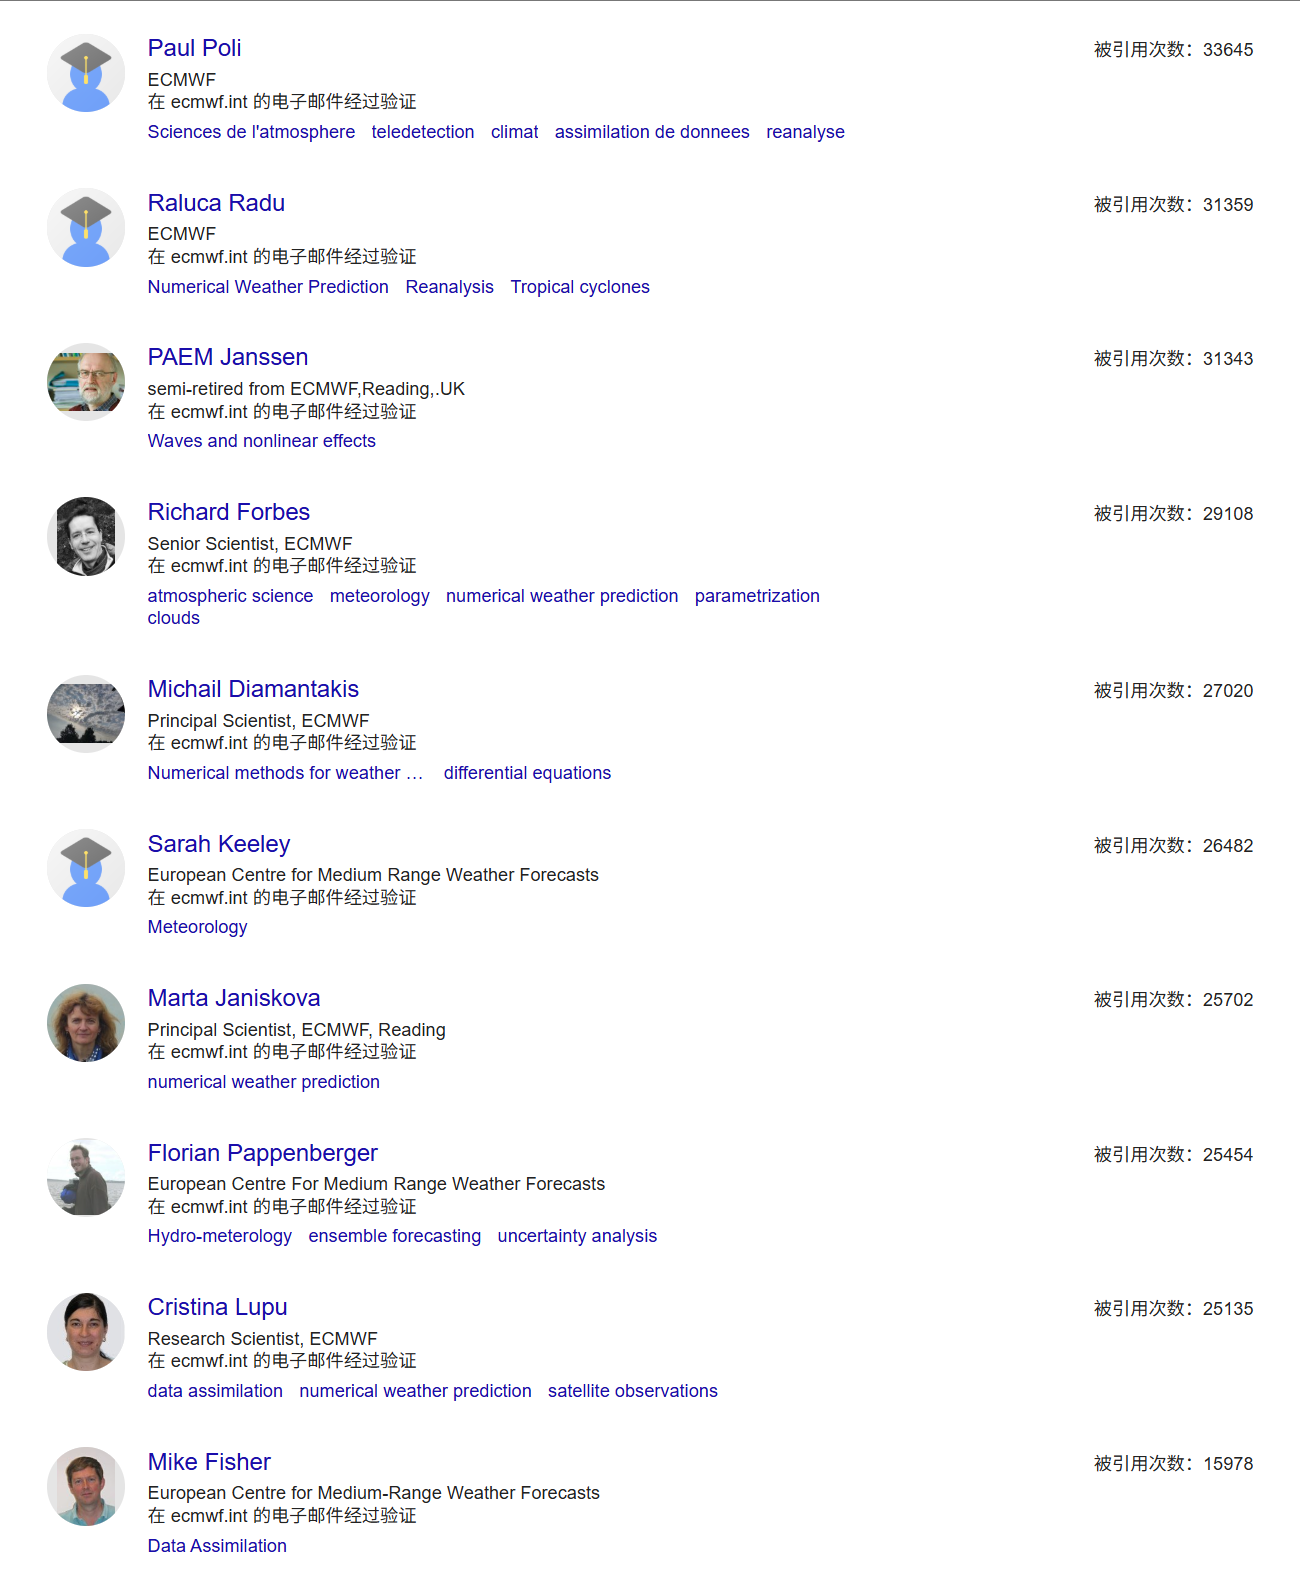 Paul Poli
被引用次数：33645
ECMWF
在 ecmwf.int 的电子邮件经过验证
Sciences de l'atmosphere teledetection climat assimilation de donnees reanalyse
Raluca Radu
被引用次数：31359
ECMWF
在 ecmwf.int 的电子邮件经过验证
Numerical Weather Prediction Reanalysis Tropical cyclones
PAEM Janssen
被引用次数：31343
semi-retired from ECMWF,Reading,.UK
在 ecmwf.int 的电子邮件经过验证
Waves and nonlinear effects
Richard Forbes
被引用次数：29108
Senior Scientist, ECMWF
在 ecmwf.int 的电子邮件经过验证
atmospheric science meteorology numerical weather prediction parametrization
clouds
Michail Diamantakis
被引用次数：27020
Principal Scientist, ECMWF
在 ecmwf.int 的电子邮件经过验证
Numerical methods for weather … differential equations
Sarah Keeley
被引用次数：26482
European Centre for Medium Range Weather Forecasts
在 ecmwf.int 的电子邮件经过验证
Meteorology
Marta Janiskova
被引用次数：25702
Principal Scientist, ECMWF, Reading
在 ecmwf.int 的电子邮件经过验证
numerical weather prediction
Florian Pappenberger
被引用次数：25454
European Centre For Medium Range Weather Forecasts
在 ecmwf.int 的电子邮件经过验证
Hydro-meterology ensemble forecasting uncertainty analysis
Cristina Lupu
被引用次数：25135
Research Scientist, ECMWF
在 ecmwf.int 的电子邮件经过验证
data assimilation numerical weather prediction satellite observations
Mike Fisher
被引用次数：15978
European Centre for Medium-Range Weather Forecasts
在 ecmwf.int 的电子邮件经过验证
Data Assimilation